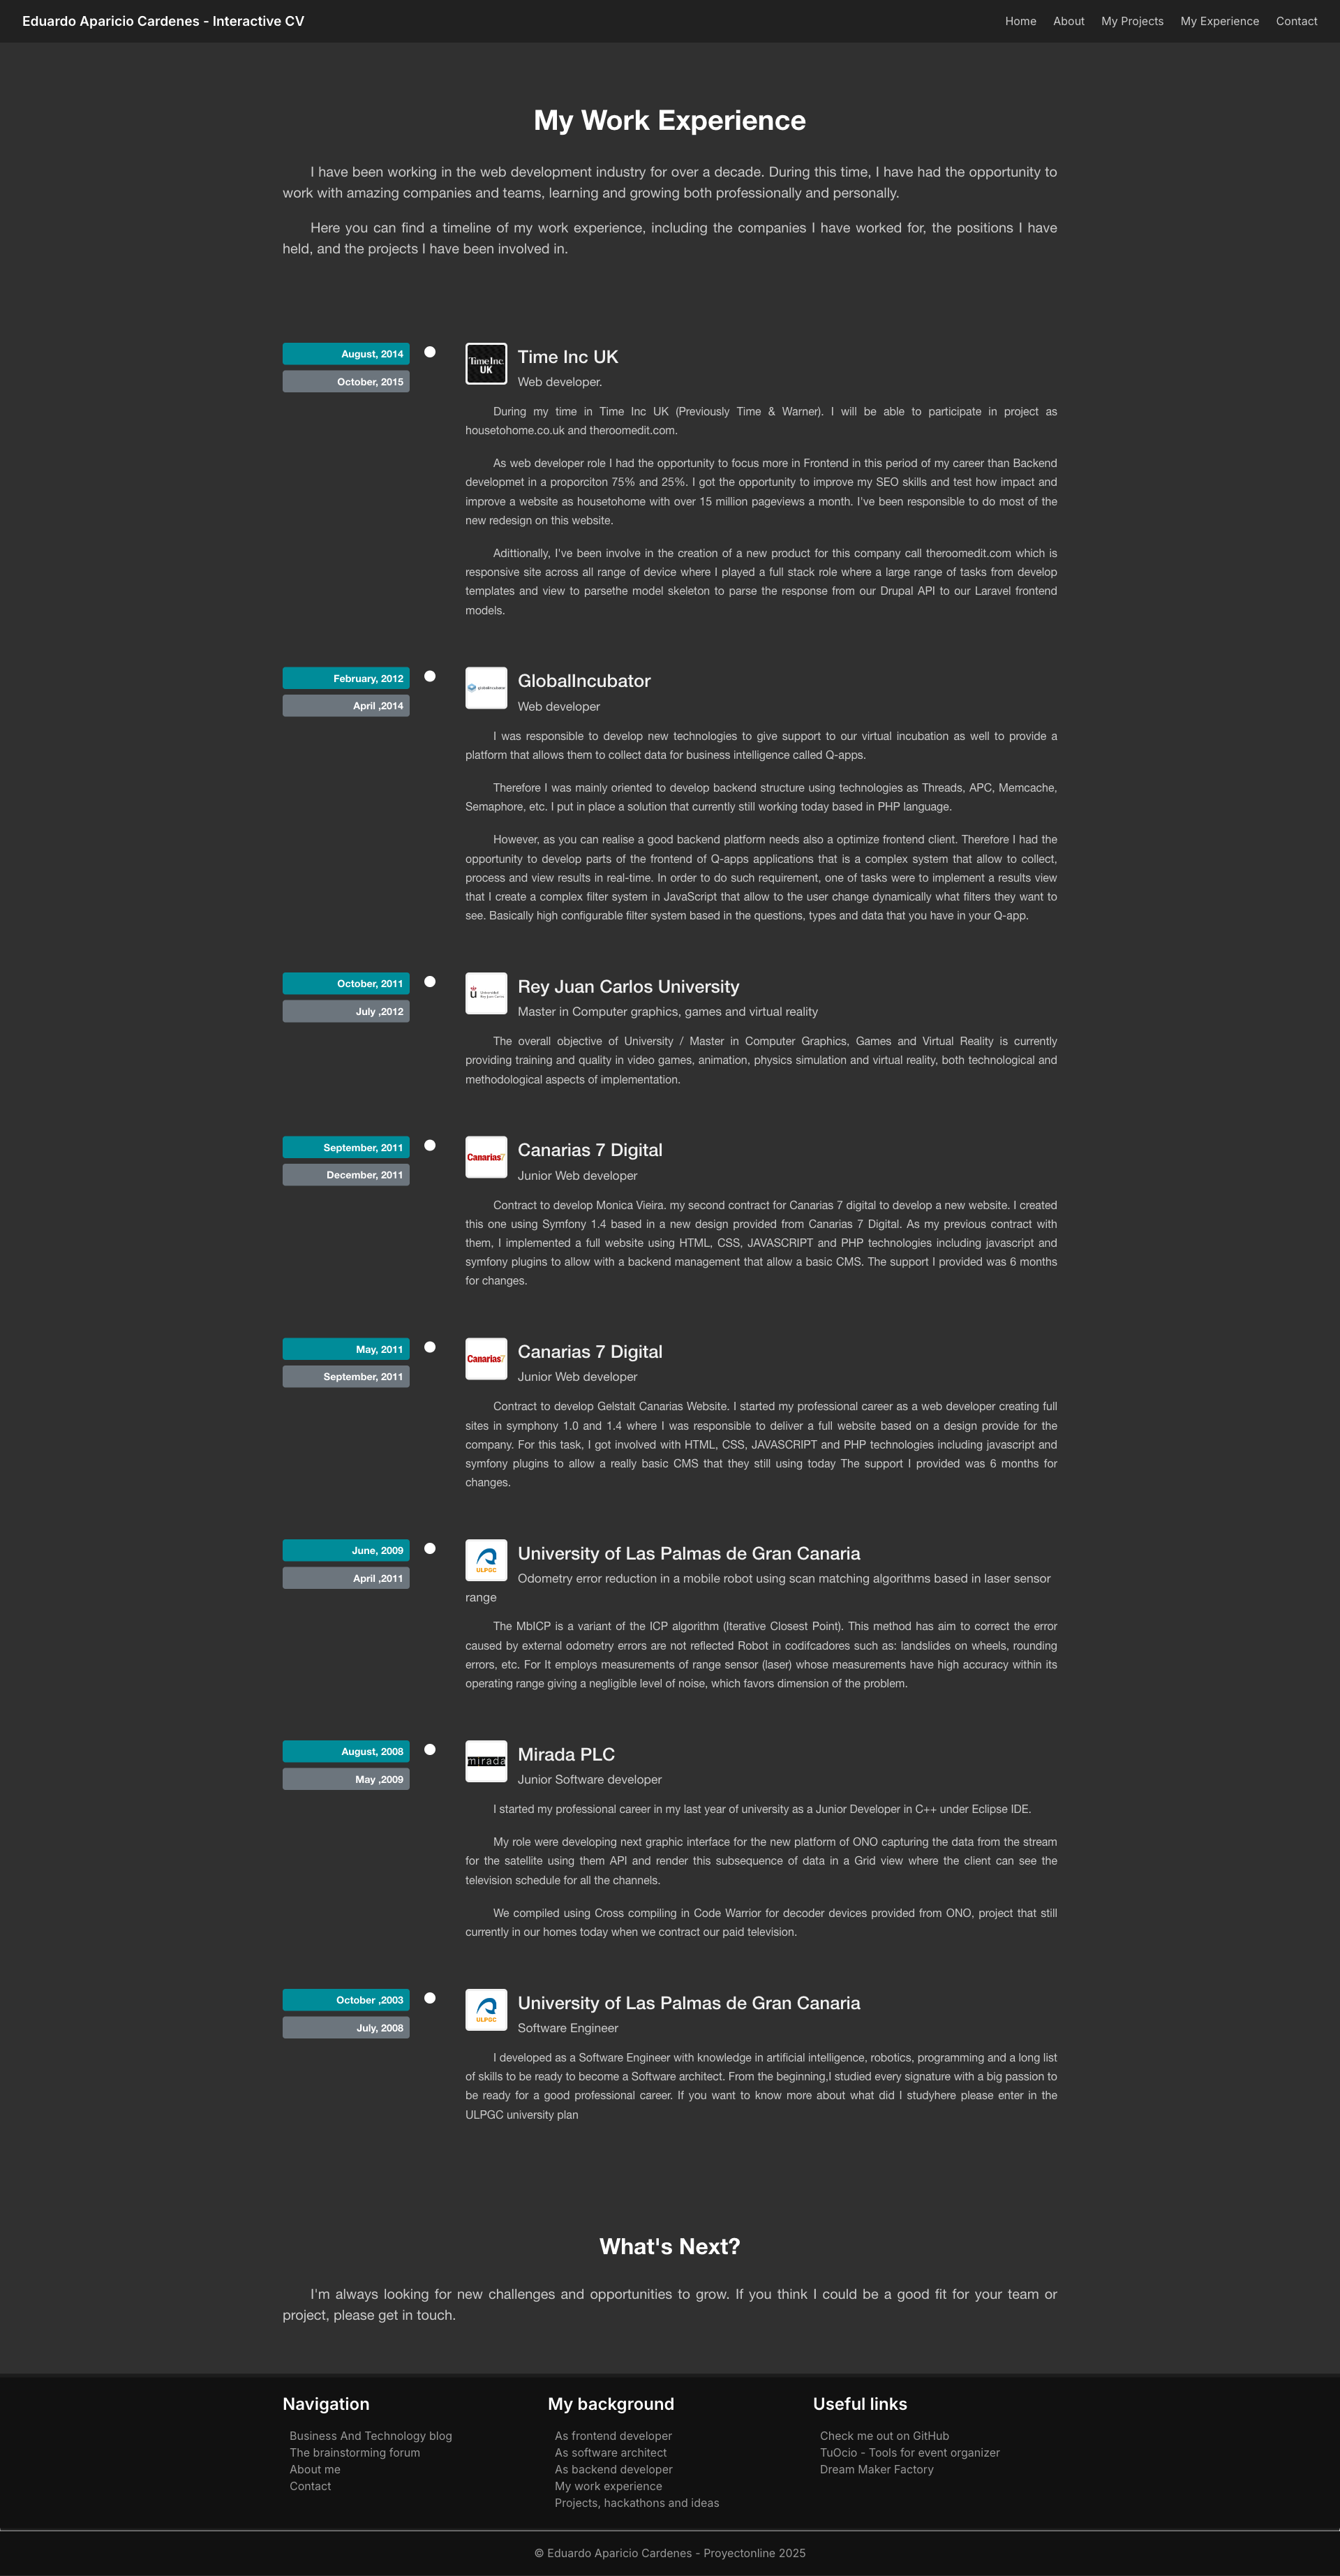 Eduardo Aparicio Cardenes - Interactive CV
Home About My Projects My Experience Contact
My Work Experience
I have been working in the web development industry for over a decade. During this time, I have had the opportunity to
work with amazing companies and teams, learning and growing both professionally and personally.
Here you can find a timeline of my work experience, including the companies I have worked for, the positions I have
held, and the projects I have been involved in.
August, 2014
October, 2015
Time Inc. UK
Time Inc UK
Web developer.
During my time in Time Inc UK (Previously Time & Warner). I will be able to participate in project as
housetohome.co.uk and theroomedit.com.
As web developer role I had the opportunity to focus more in Frontend in this period of my career than Backend
developmet in a proporciton 75% and 25%. I got the opportunity to improve my SEO skills and test how impact and
improve a website as housetohome with over 15 million pageviews a month. I've been responsible to do most of the
new redesign on this website.
Adittionally, I've been involve in the creation of a new product for this company call theroomedit.com which is
responsive site across all range of device where I played a full stack role where a large range of tasks from develop
templates and view to parsethe model skeleton to parse the response from our Drupal API to our Laravel frontend
models.
February, 2012
April ,2014
globalincubator
GlobalIncubator
Web developer
I was responsible to develop new technologies to give support to our virtual incubation as well to provide a
platform that allows them to collect data for business intelligence called Q-apps.
Therefore I was mainly oriented to develop backend structure using technologies as Threads, APC, Memcache,
Semaphore, etc. I put in place a solution that currently still working today based in PHP language.
However, as you can realise a good backend platform needs also a optimize frontend client. Therefore I had the
opportunity to develop parts of the frontend of Q-apps applications that is a complex system that allow to collect,
process and view results in real-time. In order to do such requirement, one of tasks were to implement a results view
that I create a complex filter system in JavaScript that allow to the user change dynamically what filters they want to
see. Basically high configurable filter system based in the questions, types and data that you have in your Q-app.
October, 2011
July ,2012
Universidad
Rey Juan Carlos
Rey Juan Carlos University
Master in Computer graphics, games and virtual reality
The overall objective of University / Master in Computer Graphics, Games and Virtual Reality is currently
providing training and quality in video games, animation, physics simulation and virtual reality, both technological and
methodological aspects of implementation.
September, 2011
December, 2011
Canarias7
Canarias 7 Digital
Junior Web developer
Contract to develop Monica Vieira. my second contract for Canarias 7 digital to develop a new website. I created
this one using Symfony 1.4 based in a new design provided from Canarias 7 Digital. As my previous contract with
them, I implemented a full website using HTML, CSS, JAVASCRIPT and PHP technologies including javascript and
symfony plugins to allow with a backend management that allow a basic CMS. The support I provided was 6 months
for changes.
May, 2011
September, 2011
Canarias7
Canarias 7 Digital
Junior Web developer
Contract to develop Gelstalt Canarias Website. I started my professional career as a web developer creating full
sites in symphony 1.0 and 1.4 where I was responsible to deliver a full website based on a design provide for the
company. For this task, I got involved with HTML, CSS, JAVASCRIPT and PHP technologies including javascript and
symfony plugins to allow a really basic CMS that they still using today The support I provided was 6 months for
changes.
June, 2009
April ,2011
ULPGC
University of Las Palmas de Gran Canaria
Odometry error reduction in a mobile robot using scan matching algorithms based in laser sensor
range
The MbICP is a variant of the ICP algorithm (Iterative Closest Point). This method has aim to correct the error
caused by external odometry errors are not reflected Robot in codifcadores such as: landslides on wheels, rounding
errors, etc. For It employs measurements of range sensor (laser) whose measurements have high accuracy within its
operating range giving a negligible level of noise, which favors dimension of the problem.
August, 2008
May ,2009
mirada
Mirada PLC
Junior Software developer
I started my professional career in my last year of university as a Junior Developer in C++ under Eclipse IDE.
My role were developing next graphic interface for the new platform of ONO capturing the data from the stream
for the satellite using them API and render this subsequence of data in a Grid view where the client can see the
television schedule for all the channels.
We compiled using Cross compiling in Code Warrior for decoder devices provided from ONO, project that still
currently in our homes today when we contract our paid television.
October ,2003
July, 2008
ULPGC
University of Las Palmas de Gran Canaria
Software Engineer
I developed as a Software Engineer with knowledge in artificial intelligence, robotics, programming and a long list
of skills to be ready to become a Software architect. From the beginning,I studied every signature with a big passion to
be ready for a good professional career. If you want to know more about what did I studyhere please enter in the
ULPGC university plan
What's Next?
I'm always looking for new challenges and opportunities to grow. If you think I could be a good fit for your team or
project, please get in touch.
Navigation
Business And Technology blog
The brainstorming forum
About me
Contact
My background
As frontend developer
As software architect
As backend developer
My work experience
Projects, hackathons and ideas
Useful links
Check me out on GitHub
TuOcio - Tools for event organizer
Dream Maker Factory
© Eduardo Aparicio Cardenes - Proyectonline 2025